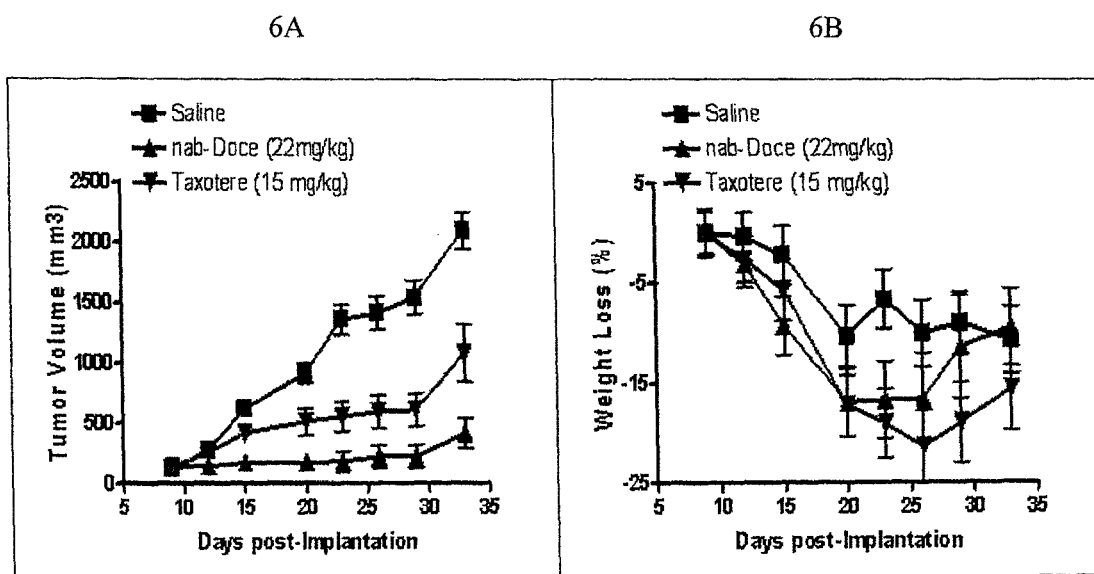 6A
6B
Saline
nab-Doce (22mg/kg)
Taxotere (15 mg/kg)
Tumor Volume (mm3)
2500
2000
1500
1000
500
0
5 10 15 20 25 30 35
Days post-Implantation
Saline
nab-Doce (22mg/kg)
Taxotere (15 mg/kg)
Weight Loss (%)
5
-5
-15
-25
5 10 15 20 25 30 35
Days post-Implantation